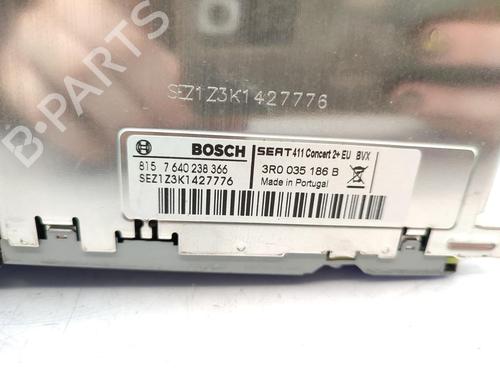 B-PARTS
SEZ1Z3K1427776
BOSCH
SEAT 411 Concert 2+ EU BVX
815 7 640 238 366
3R0 035 186 B
SEZ1Z3K1427776
Made in Portugal